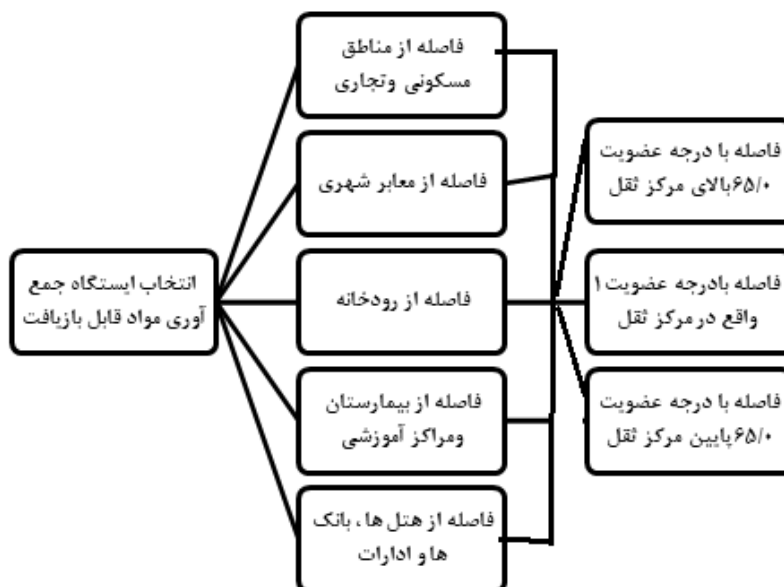 فاصله از مناطق
مسکونی وتجاری
فاصله از معابر شهری
فاصله از رودخانه
فاصله از بیمارستان
ومراکز آموزشی
فاصله از هتل ها ، بانک
ها و ادارات
انتخاب ایستگاه جمع
آوری مواد قابل بازیافت
فاصله با درجه عضویت
۶۵/۰بالای مرکز ثقل
فاصله بادرجه عضویت۱
واقع در مرکز ثقل
فاصله با درجه عضویت
۶۵/۰پایین مرکز ثقل